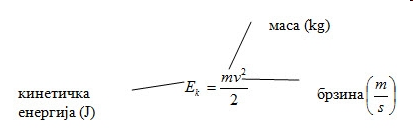 маса (kg)
E_k = mv²/2
брзина (m/s)
кинетичка
енергија (J)